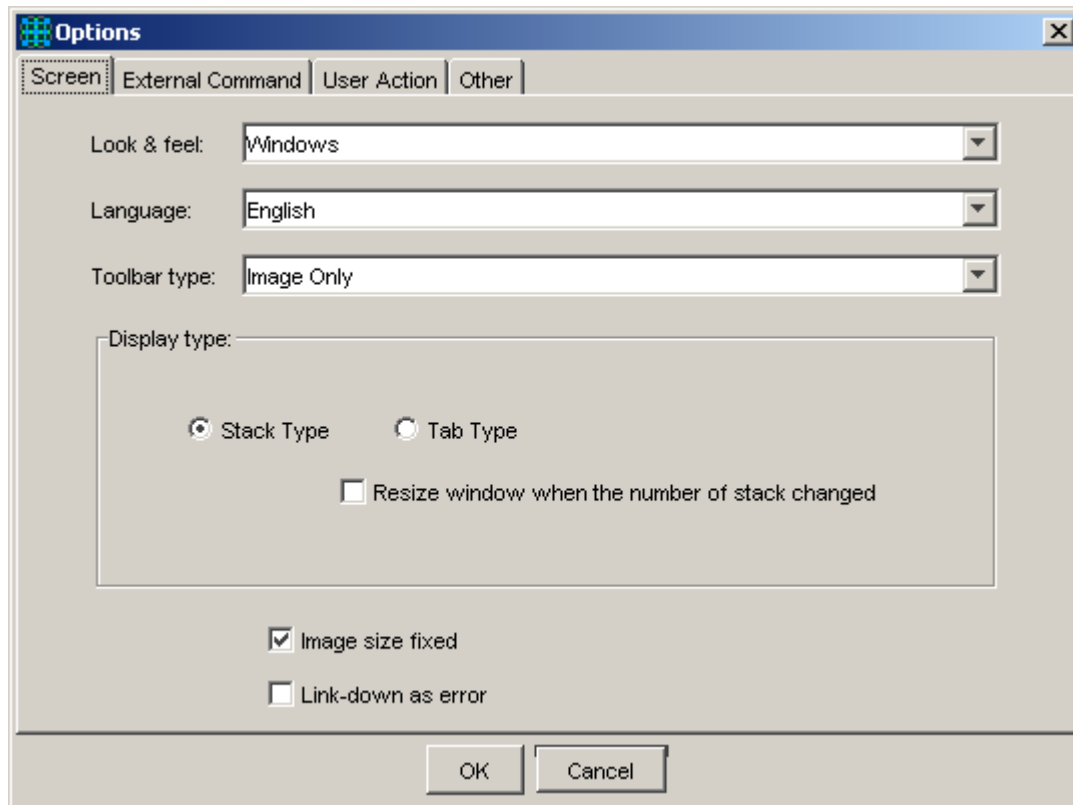 Options
Screen External Command User Action Other
Look & feel: Windows
Language: English
Toolbar type: Image Only
Display type:
Stack Type Tab Type
Resize window when the number of stack changed
Image size fixed
Link-down as error
OK Cancel